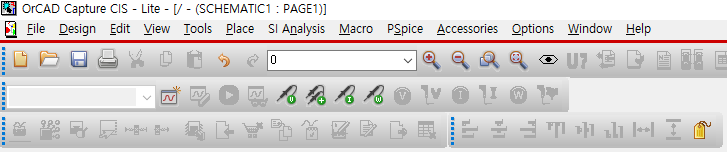 OrCAD Capture CIS - Lite - [/ - (SCHEMATIC1 : PAGE1)]
File Design Edit View Tools Place SI Analysis Macro PSpice Accessories Options Window Help
0 U?
V I W
V I W